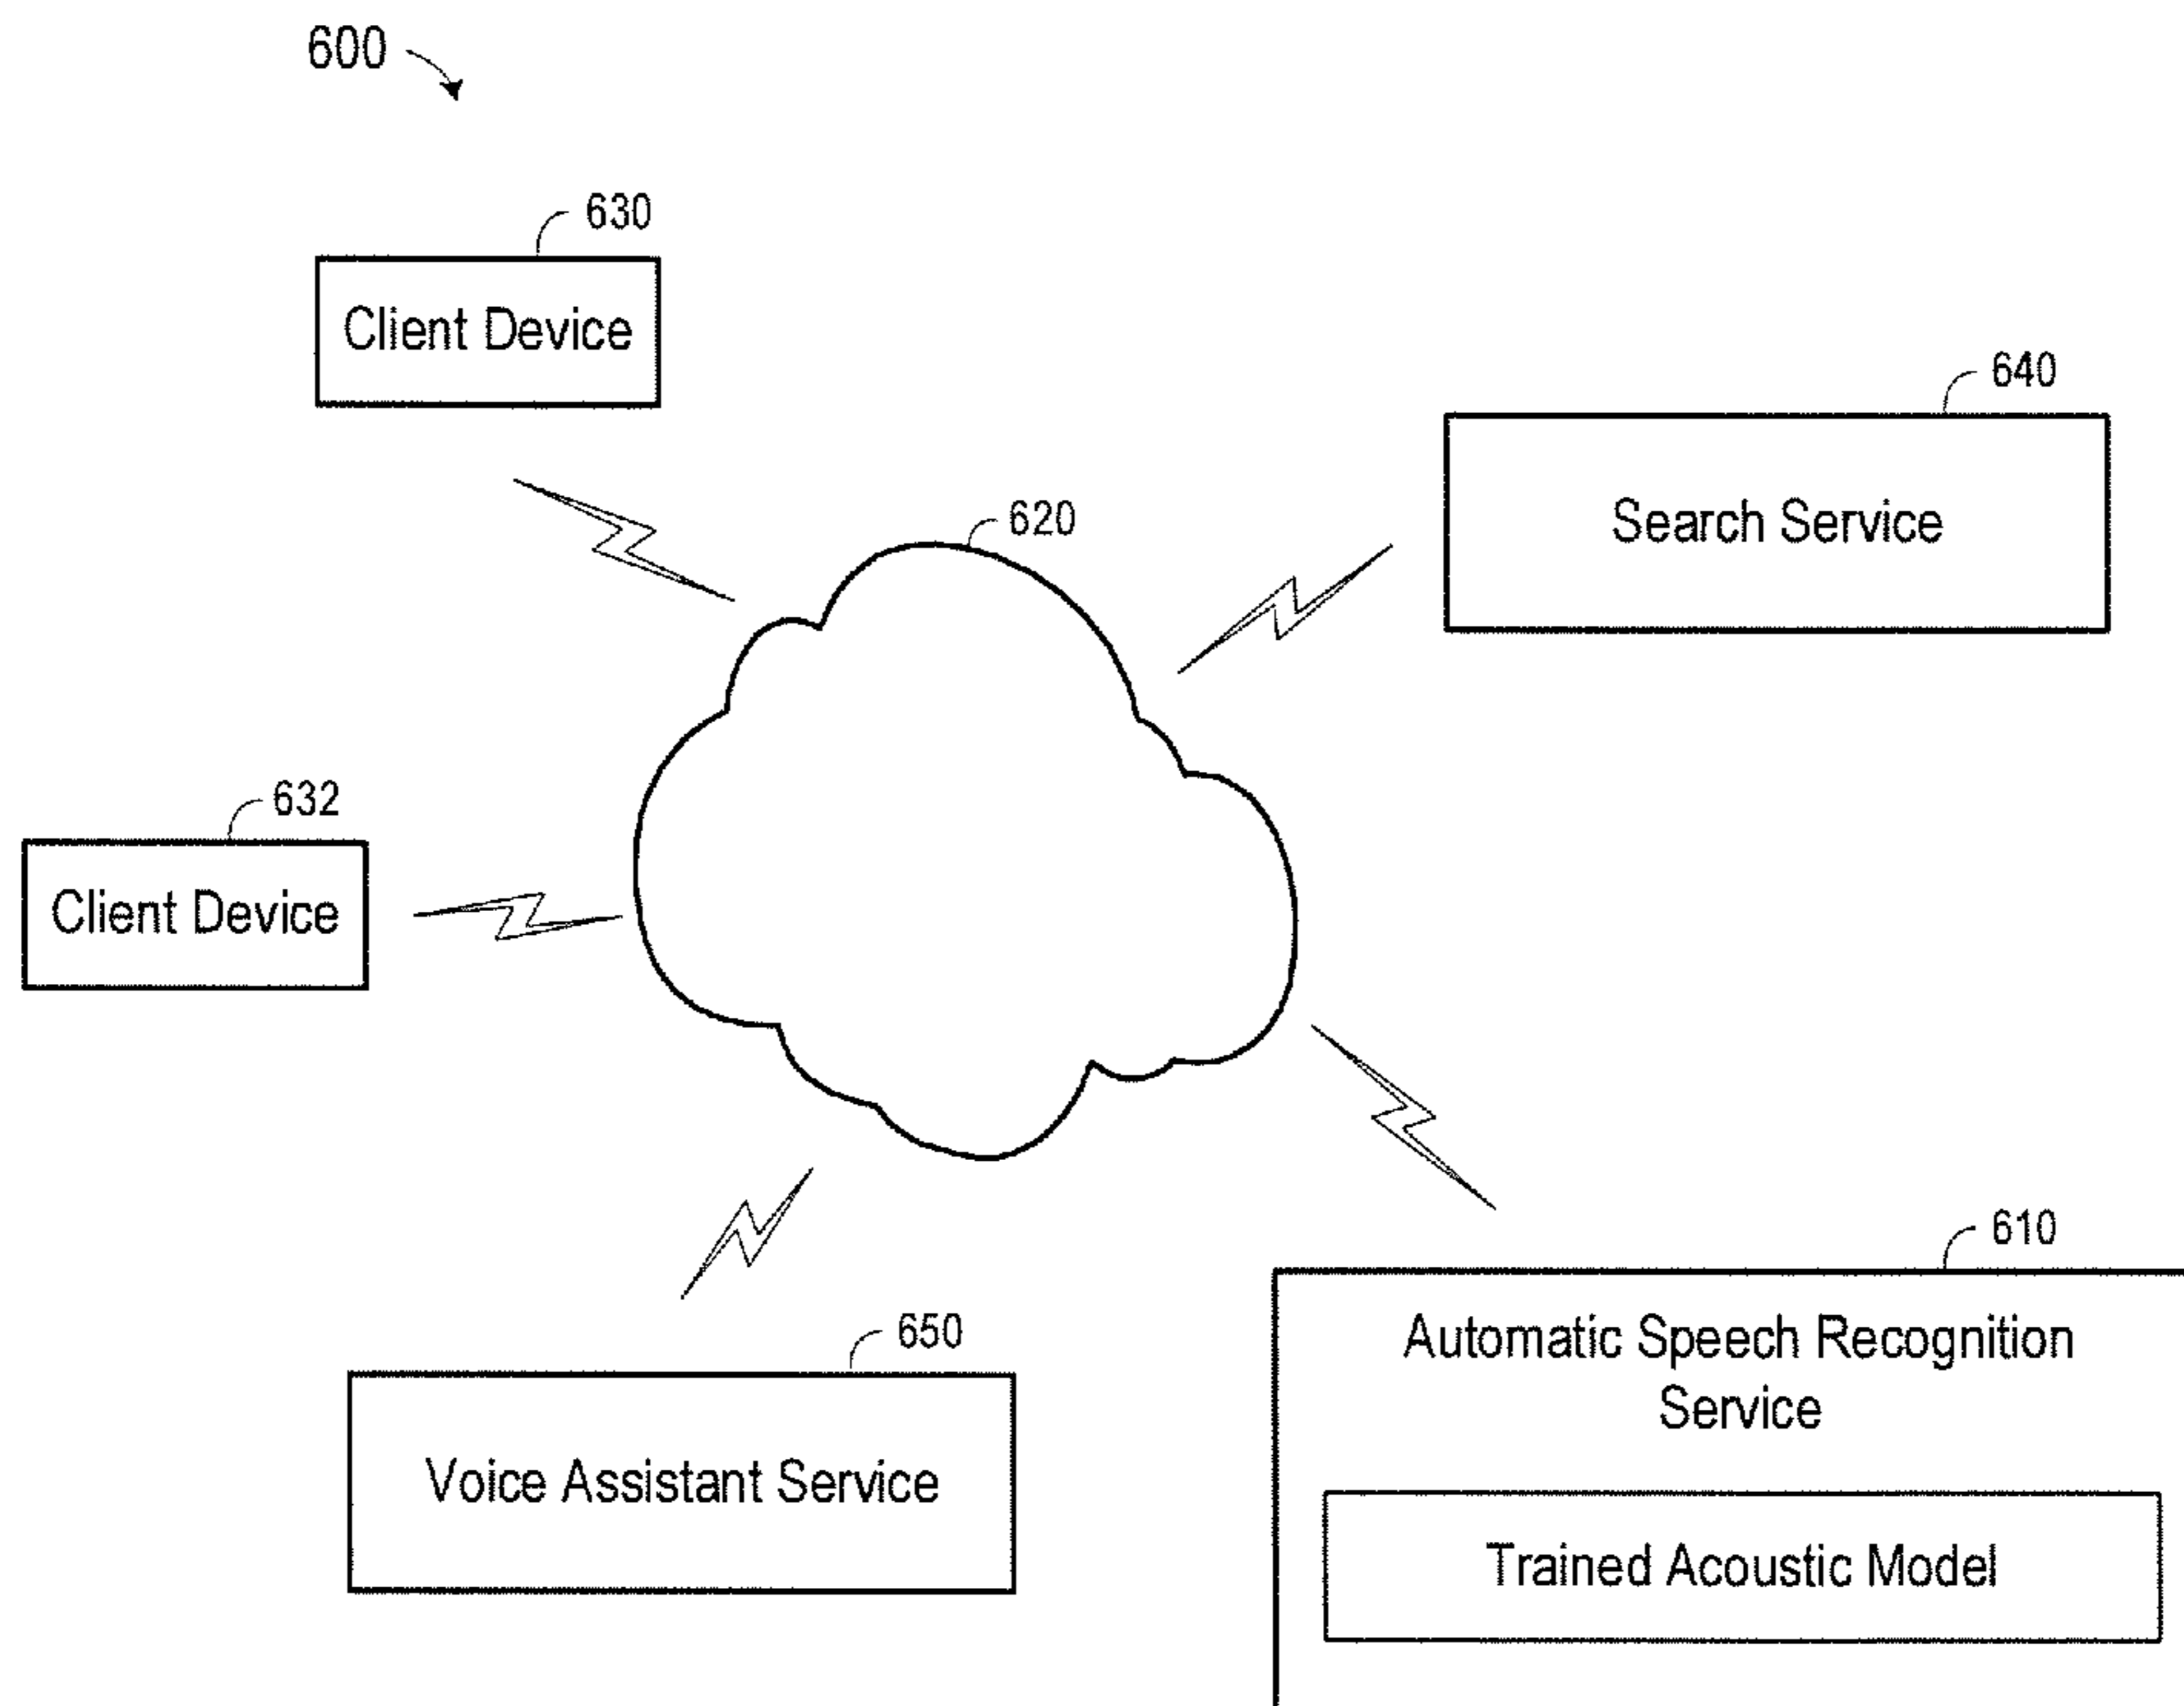 600
630
Client Device
640
Search Service
620
632
Client Device
610
Automatic Speech Recognition
Service
Trained Acoustic Model
650
Voice Assistant Service